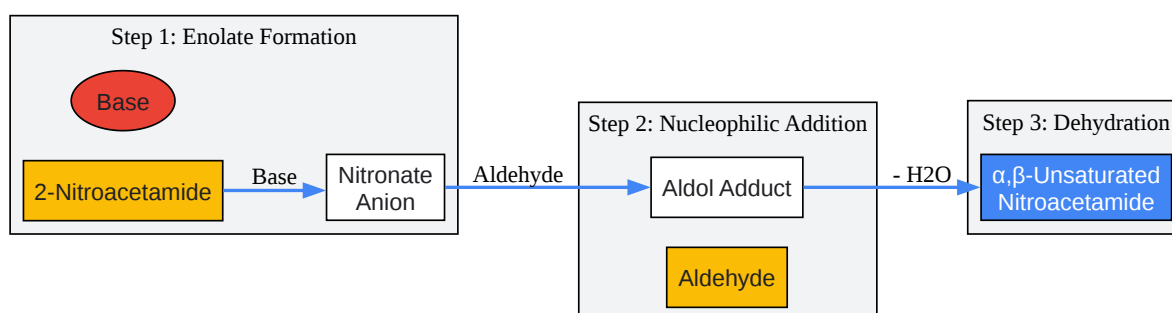 Step 1: Enolate Formation
Base
2-Nitroacetamide
Base
Nitronate
Anion
Aldehyde
Step 2: Nucleophilic Addition
Aldol Adduct
Aldehyde
- H2O
Step 3: Dehydration
α,β-Unsaturated
Nitroacetamide